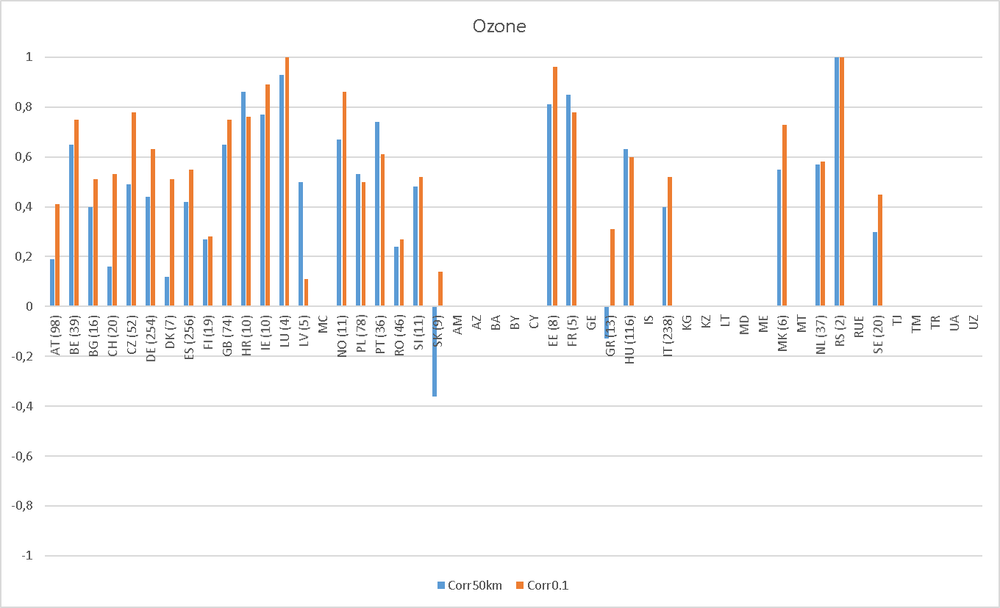 Ozone
1
0,8
0,6
0,4
0,2
0
-0,2
-0,4
-0,6
-0,8
-1
AT (98)
BE (39)
BG (16)
CH (20)
CZ (52)
DE (254)
DK (7)
ES (256)
FI (19)
GB (74)
HR (10)
IE (10)
LU (4)
LV (5)
MC
NO (11)
PL (78)
PT (36)
RO (46)
SI (11)
SK (9)
AM
AZ
BA
BY
CY
EE (8)
FR (5)
GE
GR (13)
HU (116)
IS
IT (238)
KG
KZ
LT
MD
ME
MK (6)
MT
NL (37)
RS (2)
RUE
SE (20)
TJ
TM
TR
UA
UZ
Corr50km
Corr0.1